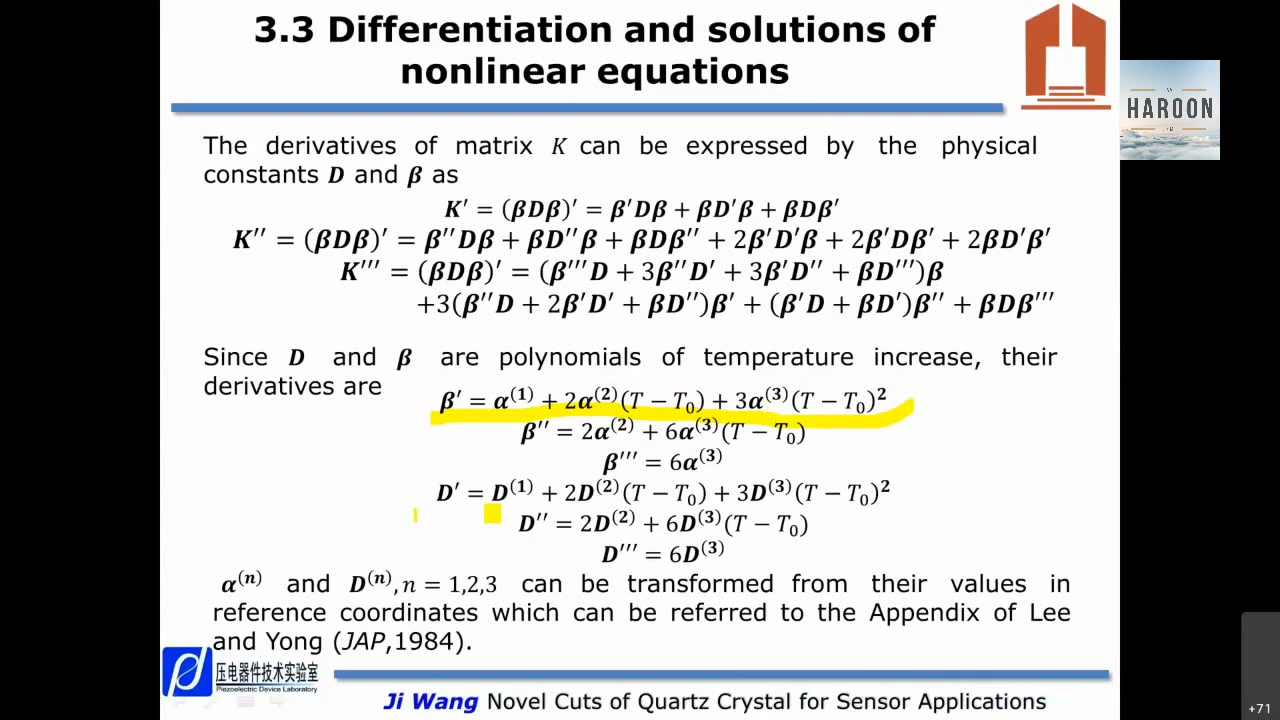 3.3 Differentiation and solutions of
nonlinear equations
HAROON
The derivatives of matrix K can be expressed by the physical
constants D and β as
K′ = (βDβ)′ = β′Dβ + βD′β + βDβ′
K′′ = (βDβ)′ = β′′Dβ + βD′′β + βDβ′′ + 2β′D′β + 2β′Dβ′ + 2βD′β′
K′′′ = (βDβ)′ = (β′′′D + 3β′′D′ + 3β′D′′ + βD′′′)β
+3(β′′D + 2β′D′ + βD′′)β′ + (β′D + βD′)β′′ + βDβ′′′
Since D and β are polynomials of temperature increase, their
derivatives are
β′ = α⁽¹⁾ + 2α⁽²⁾(T − T₀) + 3α⁽³⁾(T − T₀)²
β′′ = 2α⁽²⁾ + 6α⁽³⁾(T − T₀)
β′′′ = 6α⁽³⁾
D′ = D⁽¹⁾ + 2D⁽²⁾(T − T₀) + 3D⁽³⁾(T − T₀)²
D′′ = 2D⁽²⁾ + 6D⁽³⁾(T − T₀)
D′′′ = 6D⁽³⁾
α⁽ⁿ⁾ and D⁽ⁿ⁾, n = 1,2,3 can be transformed from their values in
reference coordinates which can be referred to the Appendix of Lee
and Yong (JAP,1984).
压电器件技术实验室
Piezoelectric Device Laboratory
Ji Wang Novel Cuts of Quartz Crystal for Sensor Applications
+71